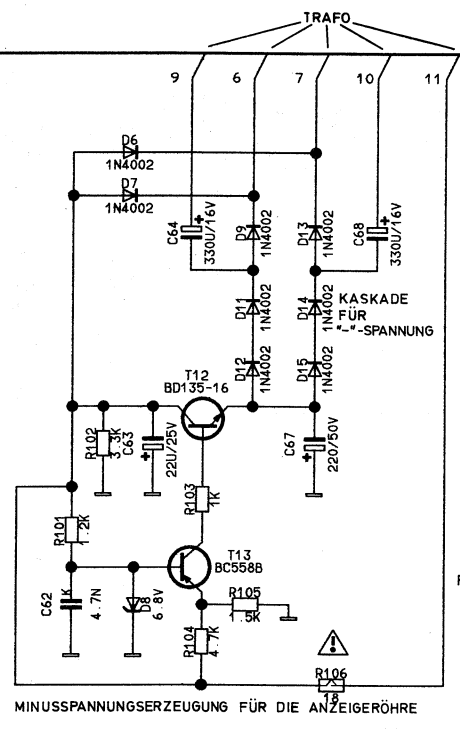 TRAFO
9
6
7
10
11
D6
1N4002
D7
1N4002
C64
330U/16V
+
D9
1N4002
D13
1N4002
C68
330U/16V
+
D11
1N4002
D14
1N4002
KASKADE
FÜR
"-"-SPANNUNG
D12
1N4002
D15
1N4002
T12
BD135-16
R102
3.3K
C63
22U/25V
+
C67
220/50V
+
R103
1K
R101
1.2K
T13
BC558B
C62
K
4.7N
D8
6.8V
R105
1.5K
R104
4.7K
R106
18
MINUSSPANNUNGSERZEUGUNG FÜR DIE ANZEIGERÖHRE